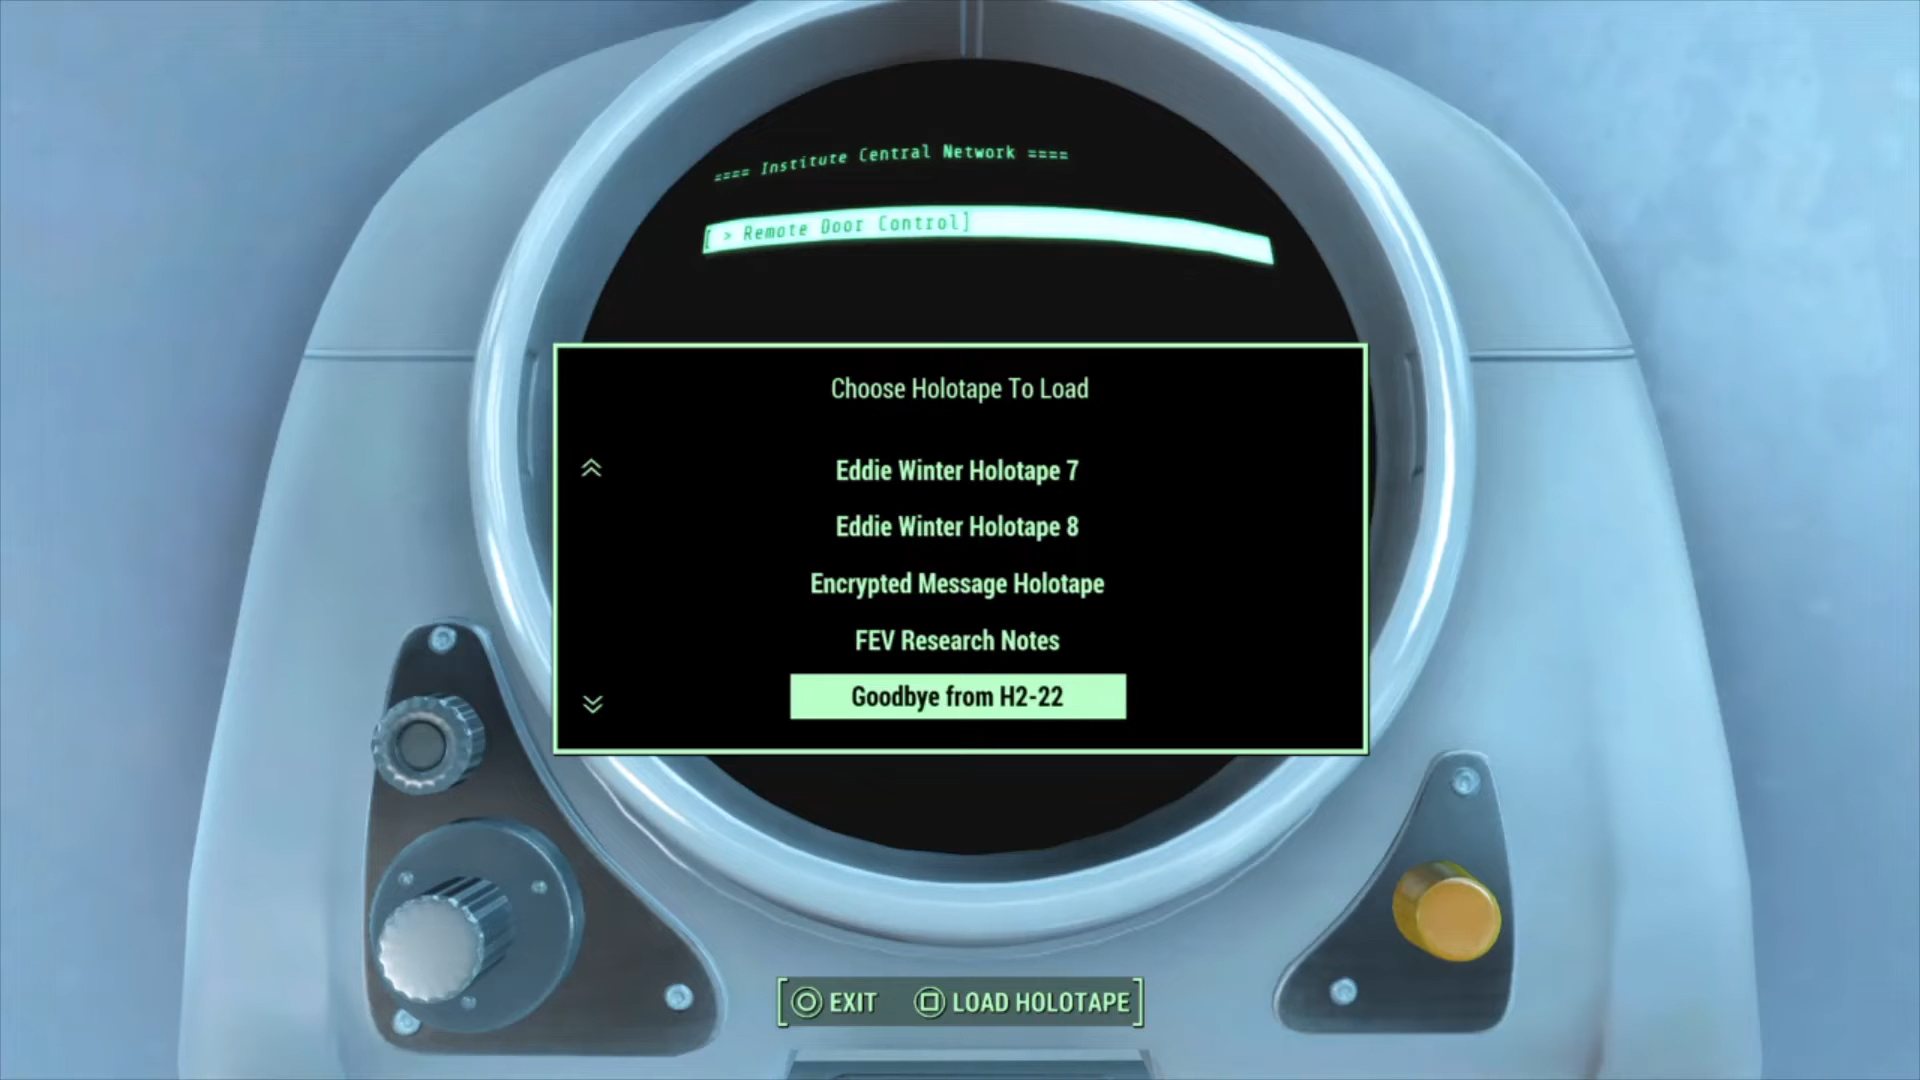 ==== Institute Central Network ====
[ > Remote Door Control]
Choose Holotape To Load
Eddie Winter Holotape 7
Eddie Winter Holotape 8
Encrypted Message Holotape
FEV Research Notes
Goodbye from H2-22
EXIT LOAD HOLOTAPE